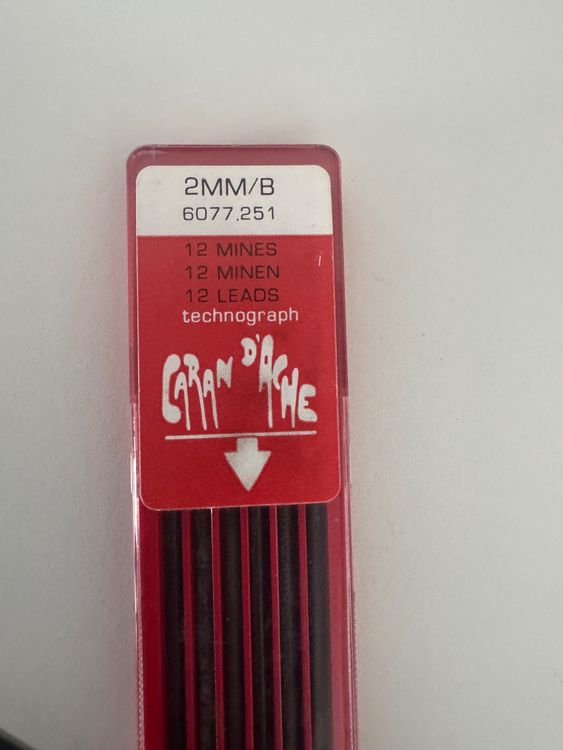 2MM/B
6077.251
12 MINES
12 MINEN
12 LEADS
technograph
CARAN D'ACHE